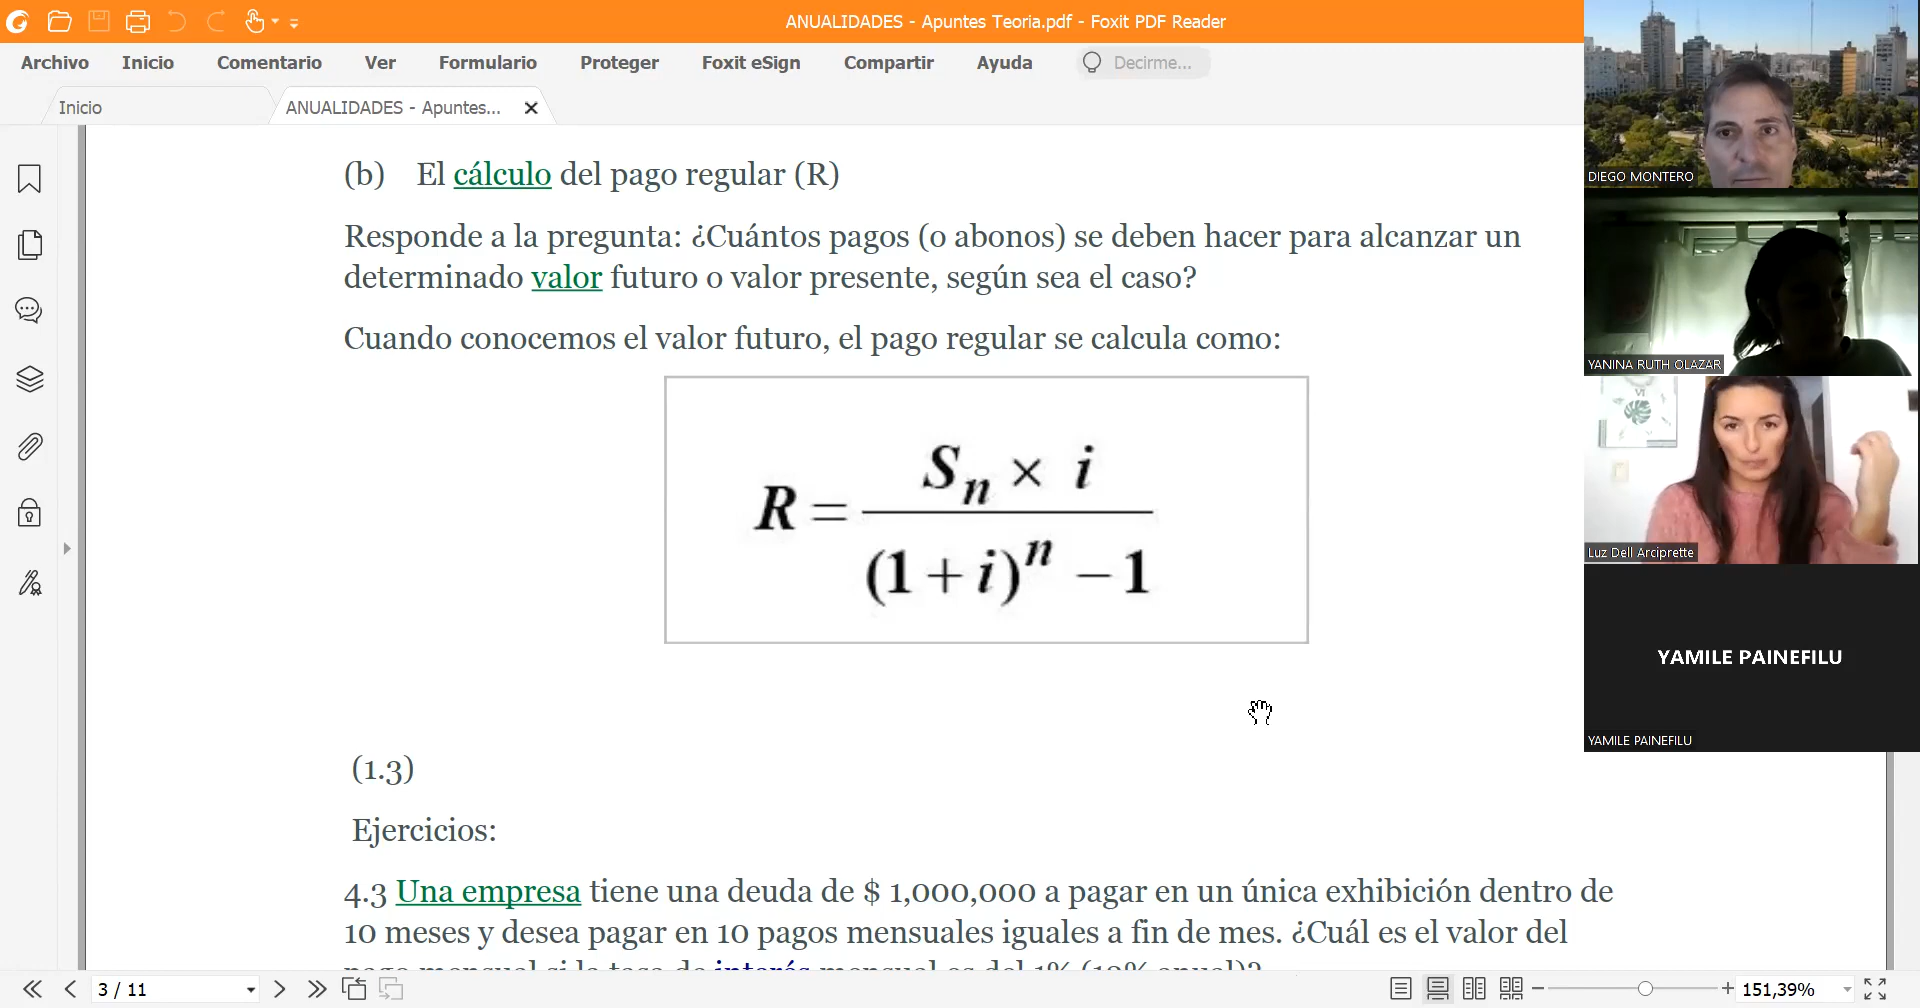 ANUALIDADES - Apuntes Teoria.pdf - Foxit PDF Reader
Archivo Inicio Comentario Ver Formulario Proteger Foxit eSign Compartir Ayuda Decirme...
Inicio ANUALIDADES - Apuntes...
(b) El cálculo del pago regular (R)
Responde a la pregunta: ¿Cuántos pagos (o abonos) se deben hacer para alcanzar un
determinado valor futuro o valor presente, según sea el caso?
Cuando conocemos el valor futuro, el pago regular se calcula como:
R = \frac{S_n × i}{(1 + i)^n − 1}
(1.3)
Ejercicios:
4.3 Una empresa tiene una deuda de $ 1,000,000 a pagar en un única exhibición dentro de
10 meses y desea pagar en 10 pagos mensuales iguales a fin de mes. ¿Cuál es el valor del
3 / 11
151,39%
DIEGO MONTERO
YANINA RUTH OLAZAR
VI
Luz Dell Arciprette
YAMILE PAINEFILU
YAMILE PAINEFILU